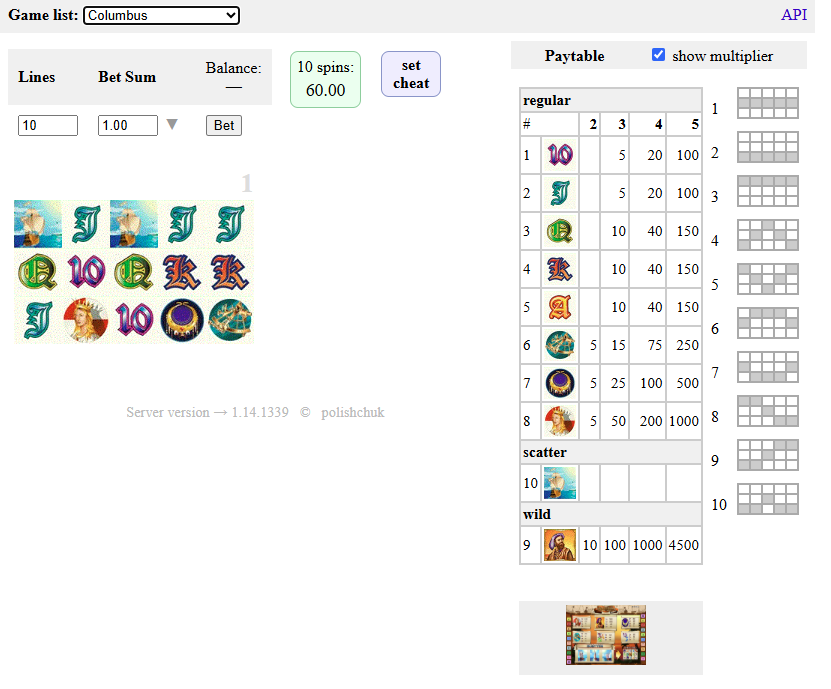 Game list: Columbus API
Lines Bet Sum Balance: —
10 1.00 ▼ Bet
10 spins:
60.00
set
cheat
1
J J J
Q 10 Q K K
J 10
Server version → 1.14.1339 © polishchuk
Paytable show multiplier
regular
# 2 3 4 5
1 10 5 20 100
2 J 5 20 100
3 Q 10 40 150
4 K 10 40 150
5 A 10 40 150
6 5 15 75 250
7 5 25 100 500
8 5 50 200 1000
scatter
10
wild
9 10 100 1000 4500
1
2
3
4
5
6
7
8
9
10